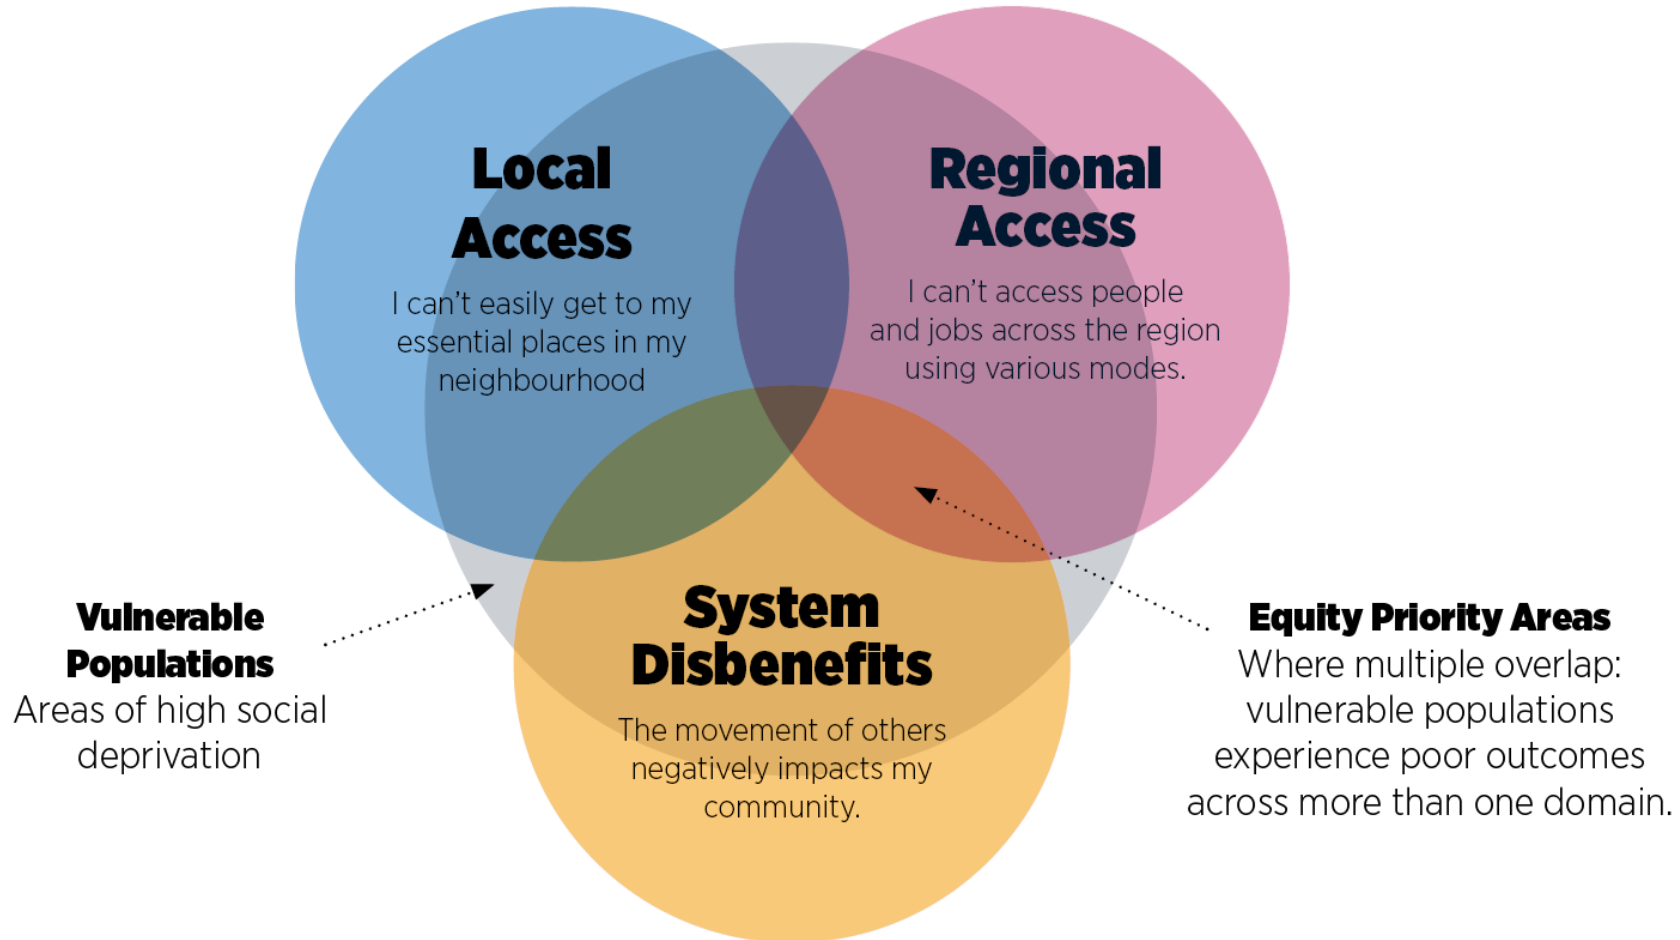 Local
Access
I can't easily get to my
essential places in my
neighbourhood
Regional
Access
I can't access people
and jobs across the region
using various modes.
System
Disbenefits
The movement of others
negatively impacts my
community.
Vulnerable
Populations
Areas of high social
deprivation
Equity Priority Areas
Where multiple overlap:
vulnerable populations
experience poor outcomes
across more than one domain.